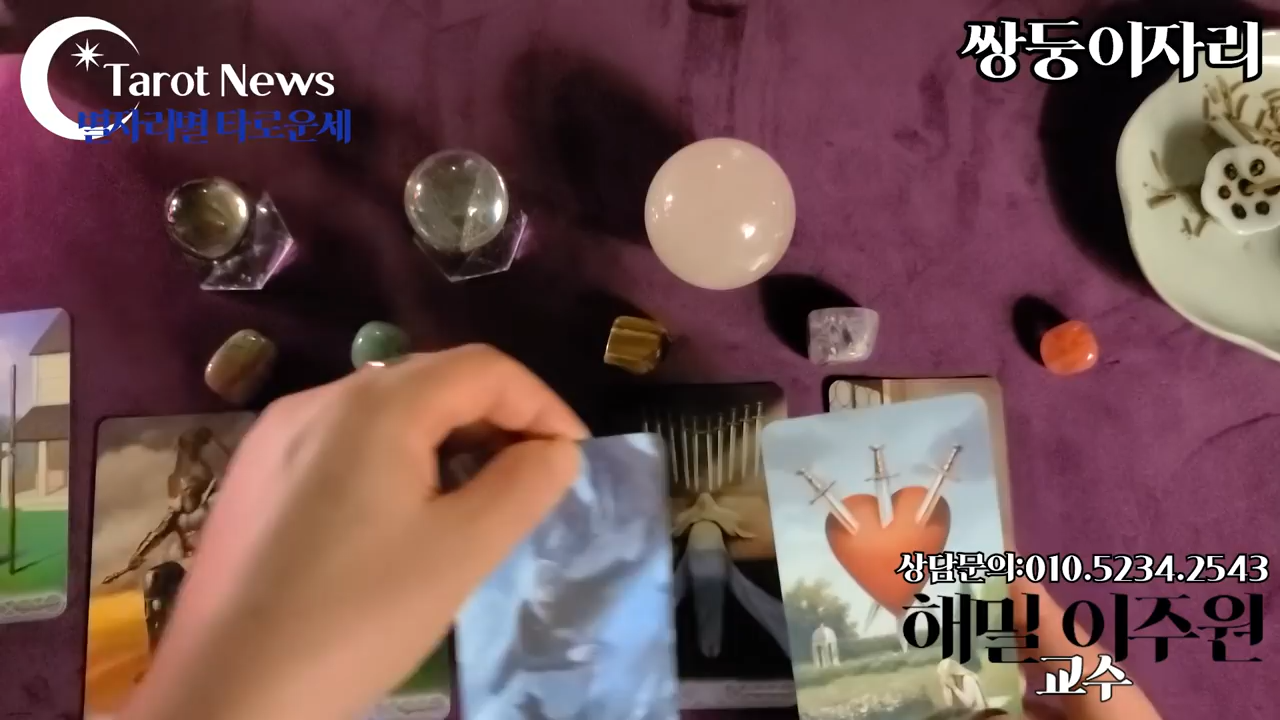 Tarot News
별자리별 타로운세
쌍둥이자리
상담문의:010.5234.2543
해밀 이주원
교수